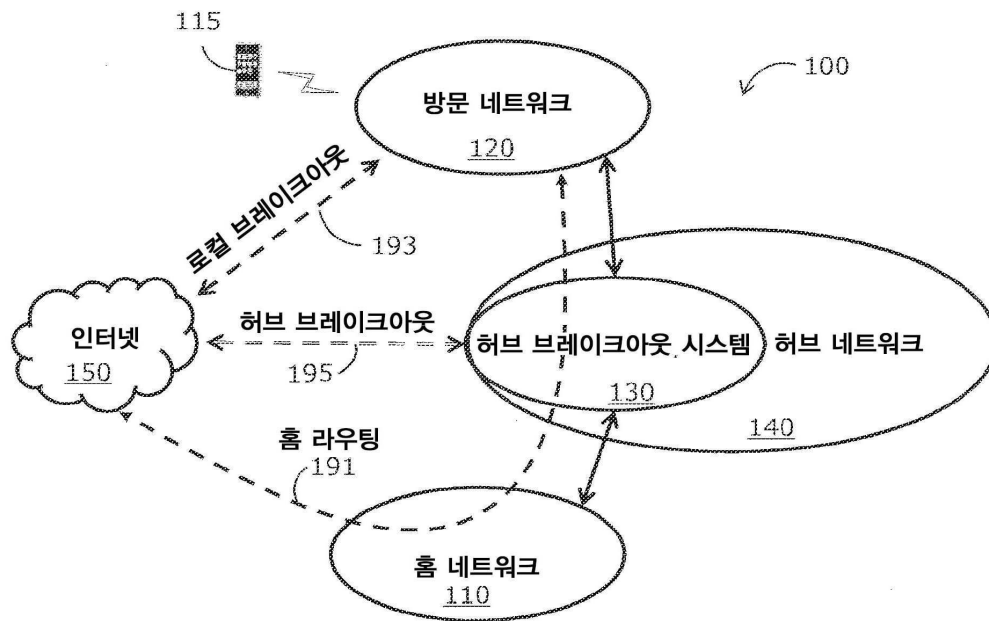 115
100
방문 네트워크
120
로컬 브레이크아웃
193
인터넷
150
허브 브레이크아웃
195
허브 브레이크아웃 시스템
130
허브 네트워크
140
홈 라우팅
191
홈 네트워크
110